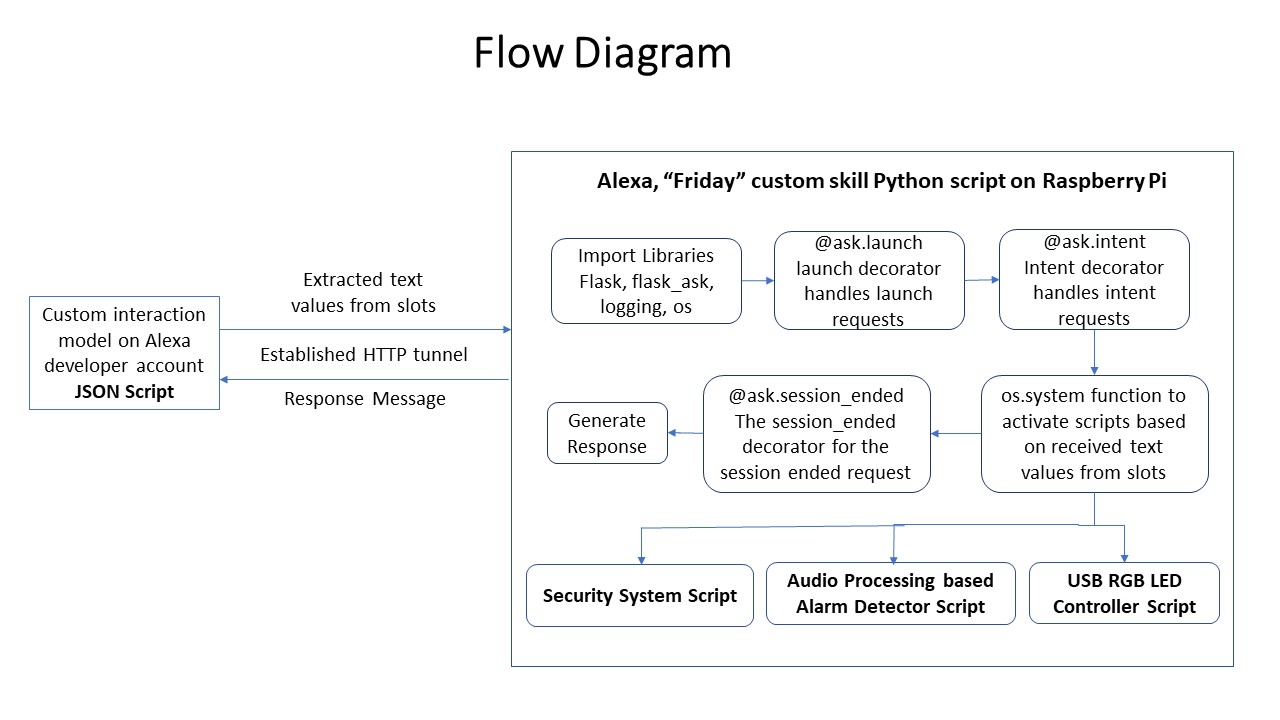 Flow Diagram
Alexa, “Friday” custom skill Python script on Raspberry Pi
Extracted text
values from slots
Established HTTP tunnel
Response Message
Custom interaction
model on Alexa
developer account
JSON Script
Import Libraries
Flask, flask_ask,
logging, os
@ask.launch
launch decorator
handles launch
requests
@ask.intent
Intent decorator
handles intent
requests
Generate
Response
@ask.session_ended
The session_ended
decorator for the
session ended request
os.system function to
activate scripts based
on received text
values from slots
Security System Script
Audio Processing based
Alarm Detector Script
USB RGB LED
Controller Script